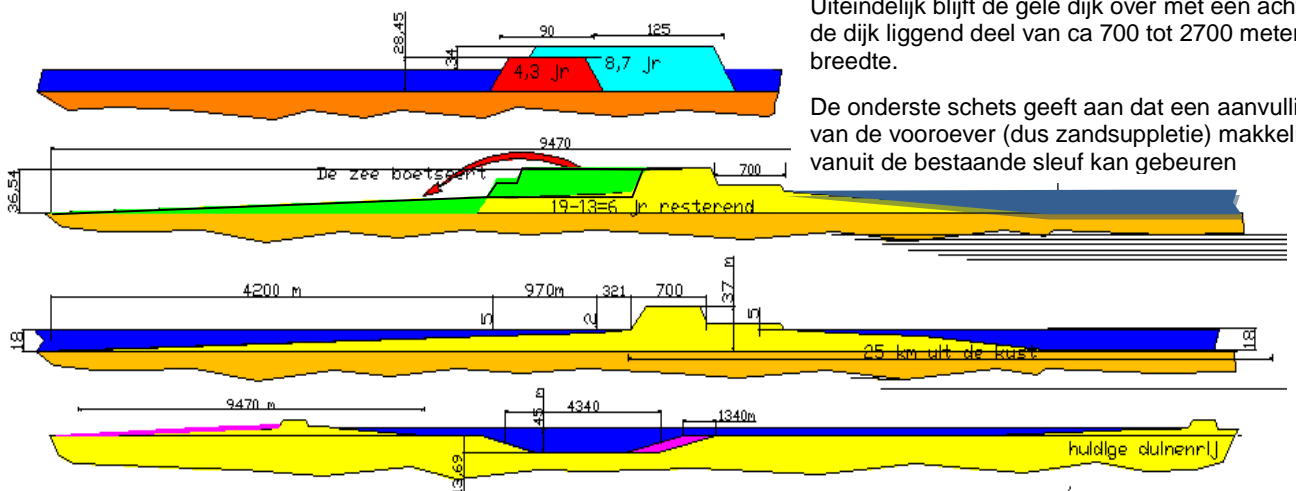 Uiteindelijk blijft de gele dijk over met een acht
de dijk liggend deel van ca 700 tot 2700 meter
breedte.
De onderste schets geeft aan dat een aanvulli
van de vooroever (dus zandsuppletie) makkel
vanuit de bestaande sleuf kan gebeuren
28,45
90
125
34
4,3 jr
8,7 jr
9470
De zee boetseert
700
36,54
19-13=6 jr resterend
4200 m
970m
321
700
37 m
18
5
2
5
18
25 km uit de kust
9470 m
45 m
4340
1340m
13,69
huidige duinenrij